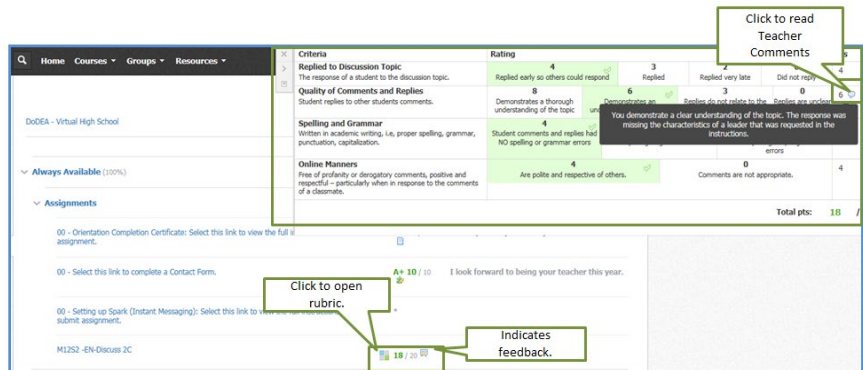 Click to read
Teacher
Comments
Home Courses Groups Resources
Criteria Rating
Replied to Discussion Topic 4 3 2
The response of a student to the discussion topic. Replied early so others could respond Replied Replied very late Did not reply 4
Quality of Comments and Replies 8 6 3 0 6
Student replies to other students comments. Demonstrates a thorough Demonstrates an Replies do not relate to the Replies are unclear
understanding of the topic
You demonstrate a clear understanding of the topic. The response was
missing the characteristics of a leader that was requested in the
instructions.
Spelling and Grammar 4
Written in academic writing, i.e, proper spelling, grammar, Student comments and replies had
punctuation, capitalization. NO spelling or grammar errors
errors
Online Manners 4 0
Free of profanity or derogatory comments, positive and Are polite and respective of others. Comments are not appropriate. 4
respectful – particularly when in response to the comments
of a classmate.
Total pts: 18 /
DoDEA - Virtual High School
Always Available (100%)
Assignments
00 - Orientation Completion Certificate: Select this link to view the full
assignment.
00 - Select this link to complete a Contact Form. A+ 10 / 10 I look forward to being your teacher this year.
Click to open
rubric.
00 - Setting up Spark (Instant Messaging): Select this link to
submit assignment.
Indicates
feedback.
M12S2 -EN-Discuss 2C 18 / 20